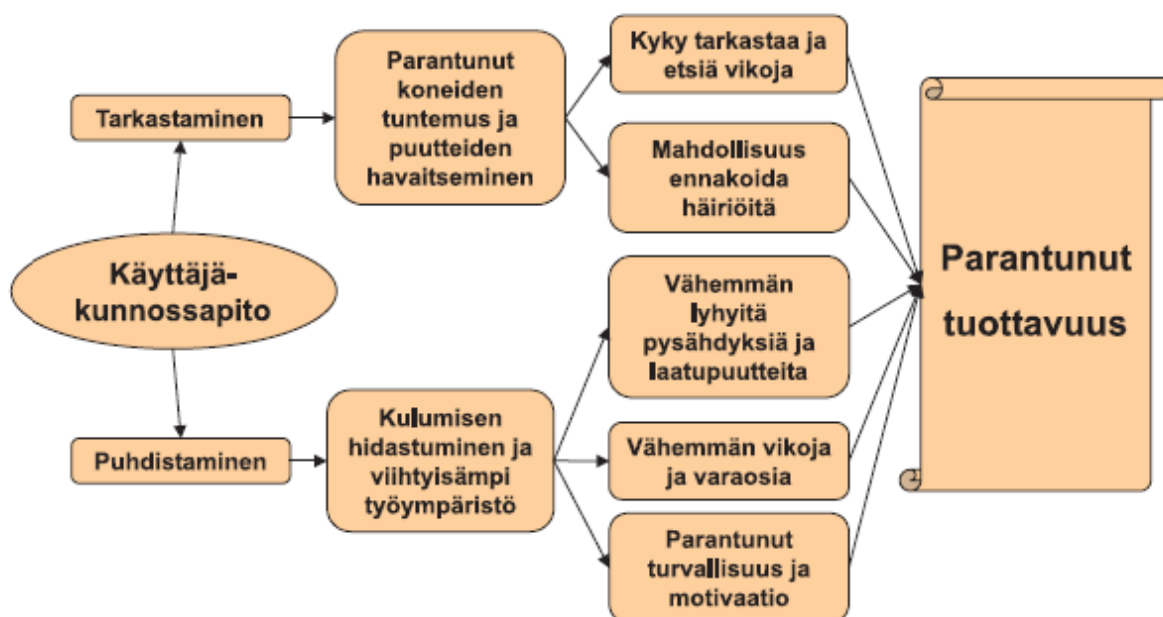 Käyttäjä-
kunnossapito
Tarkastaminen
Parantunut
koneiden
tuntemus ja
puutteiden
havaitseminen
Kyky tarkastaa ja
etsiä vikoja
Mahdollisuus
ennakoida
häiriöitä
Puhdistaminen
Kulumisen
hidastuminen ja
viihtyisämpi
työympäristö
Vähemmän
lyhyitä
pysähdyksiä ja
laatupuutteita
Vähemmän vikoja
ja varaosia
Parantunut
turvallisuus ja
motivaatio
Parantunut
tuottavuus